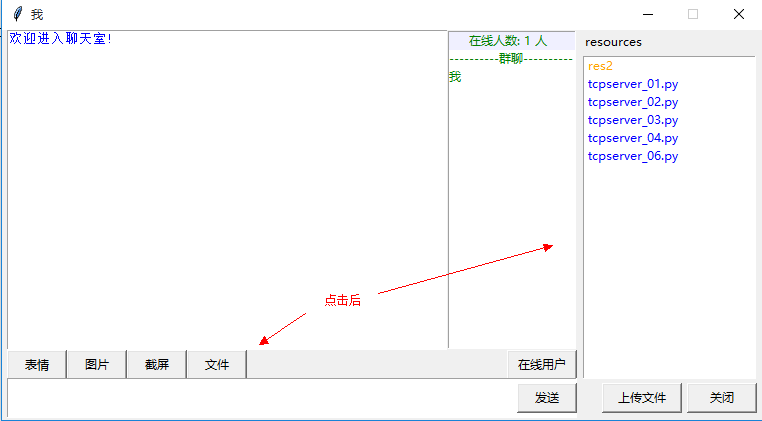 我
欢迎进入聊天室!
在线人数: 1 人
-------群聊-------
我
resources
res2
tcpserver_01.py
tcpserver_02.py
tcpserver_03.py
tcpserver_04.py
tcpserver_06.py
点击后
表情 图片 截屏 文件 在线用户
发送 上传文件 关闭